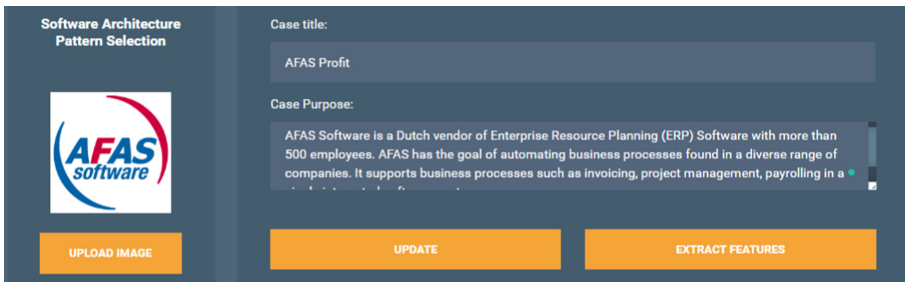 Software Architecture
Pattern Selection
AFAS
software
UPLOAD IMAGE
Case title:
AFAS Profit
Case Purpose:
AFAS Software is a Dutch vendor of Enterprise Resource Planning (ERP) Software with more than
500 employees. AFAS has the goal of automating business processes found in a diverse range of
companies. It supports business processes such as invoicing, project management, payrolling in a
UPDATE
EXTRACT FEATURES